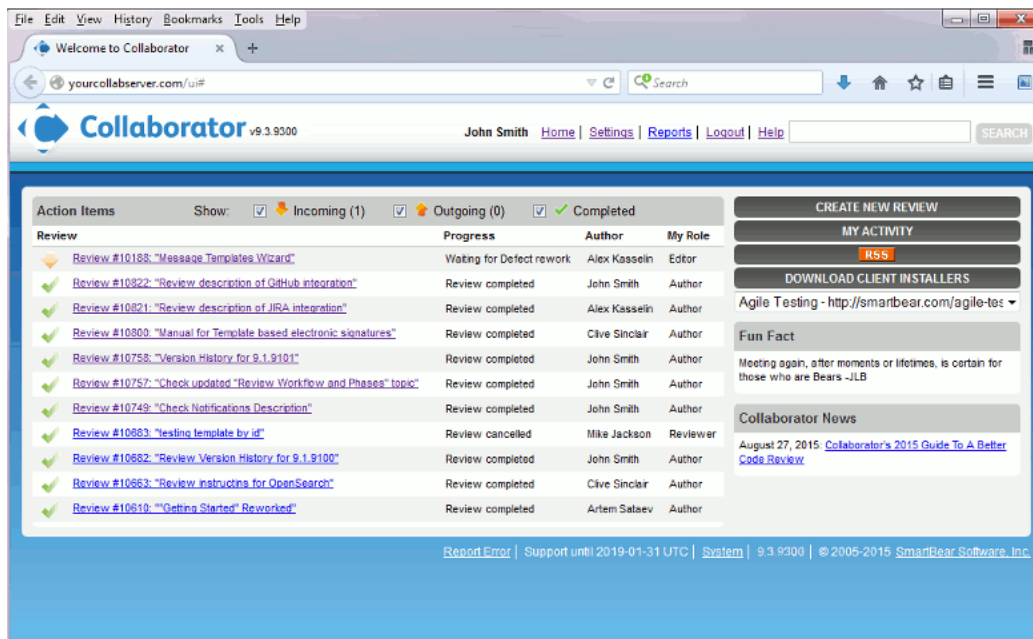 File Edit View History Bookmarks Tools Help
Welcome to Collaborator
yourcollabserver.com/ui#
Search
Collaborator v9.3.9300
John Smith Home | Settings | Reports | Logout | Help
SEARCH
Action Items Show: Incoming (1) Outgoing (0) Completed
Review Progress Author My Role
Review #10188: "Message Templates Wizard" Waiting for Defect rework Alex Kasselin Editor
Review #10822: "Review description of GitHub integration" Review completed John Smith Author
Review #10821: "Review description of JIRA integration" Review completed Alex Kasselin Author
Review #10800: "Manual for Template based electronic signatures" Review completed Clive Sinclair Author
Review #10758: "Version History for 9.1.9101" Review completed John Smith Author
Review #10757: "Check updated "Review Workflow and Phases" topic" Review completed John Smith Author
Review #10749: "Check Notifications Description" Review completed John Smith Author
Review #10683: "testing template by id" Review cancelled Mike Jackson Reviewer
Review #10682: "Review Version History for 9.1.9100" Review completed John Smith Author
Review #10663: "Review instructins for OpenSearch" Review completed Clive Sinclair Author
Review #10610: ""Getting Started" Reworked" Review completed Artem Sataev Author
CREATE NEW REVIEW
MY ACTIVITY
RSS
DOWNLOAD CLIENT INSTALLERS
Agile Testing - http://smartbear.com/agile-tes
Fun Fact
Meeting again, after moments or lifetimes, is certain for
those who are Bears -JLB
Collaborator News
August 27, 2015: Collaborator's 2015 Guide To A Better
Code Review
Report Error | Support until 2019-01-31 UTC | System | 9.3.9300 | © 2005-2015 SmartBear Software, Inc.